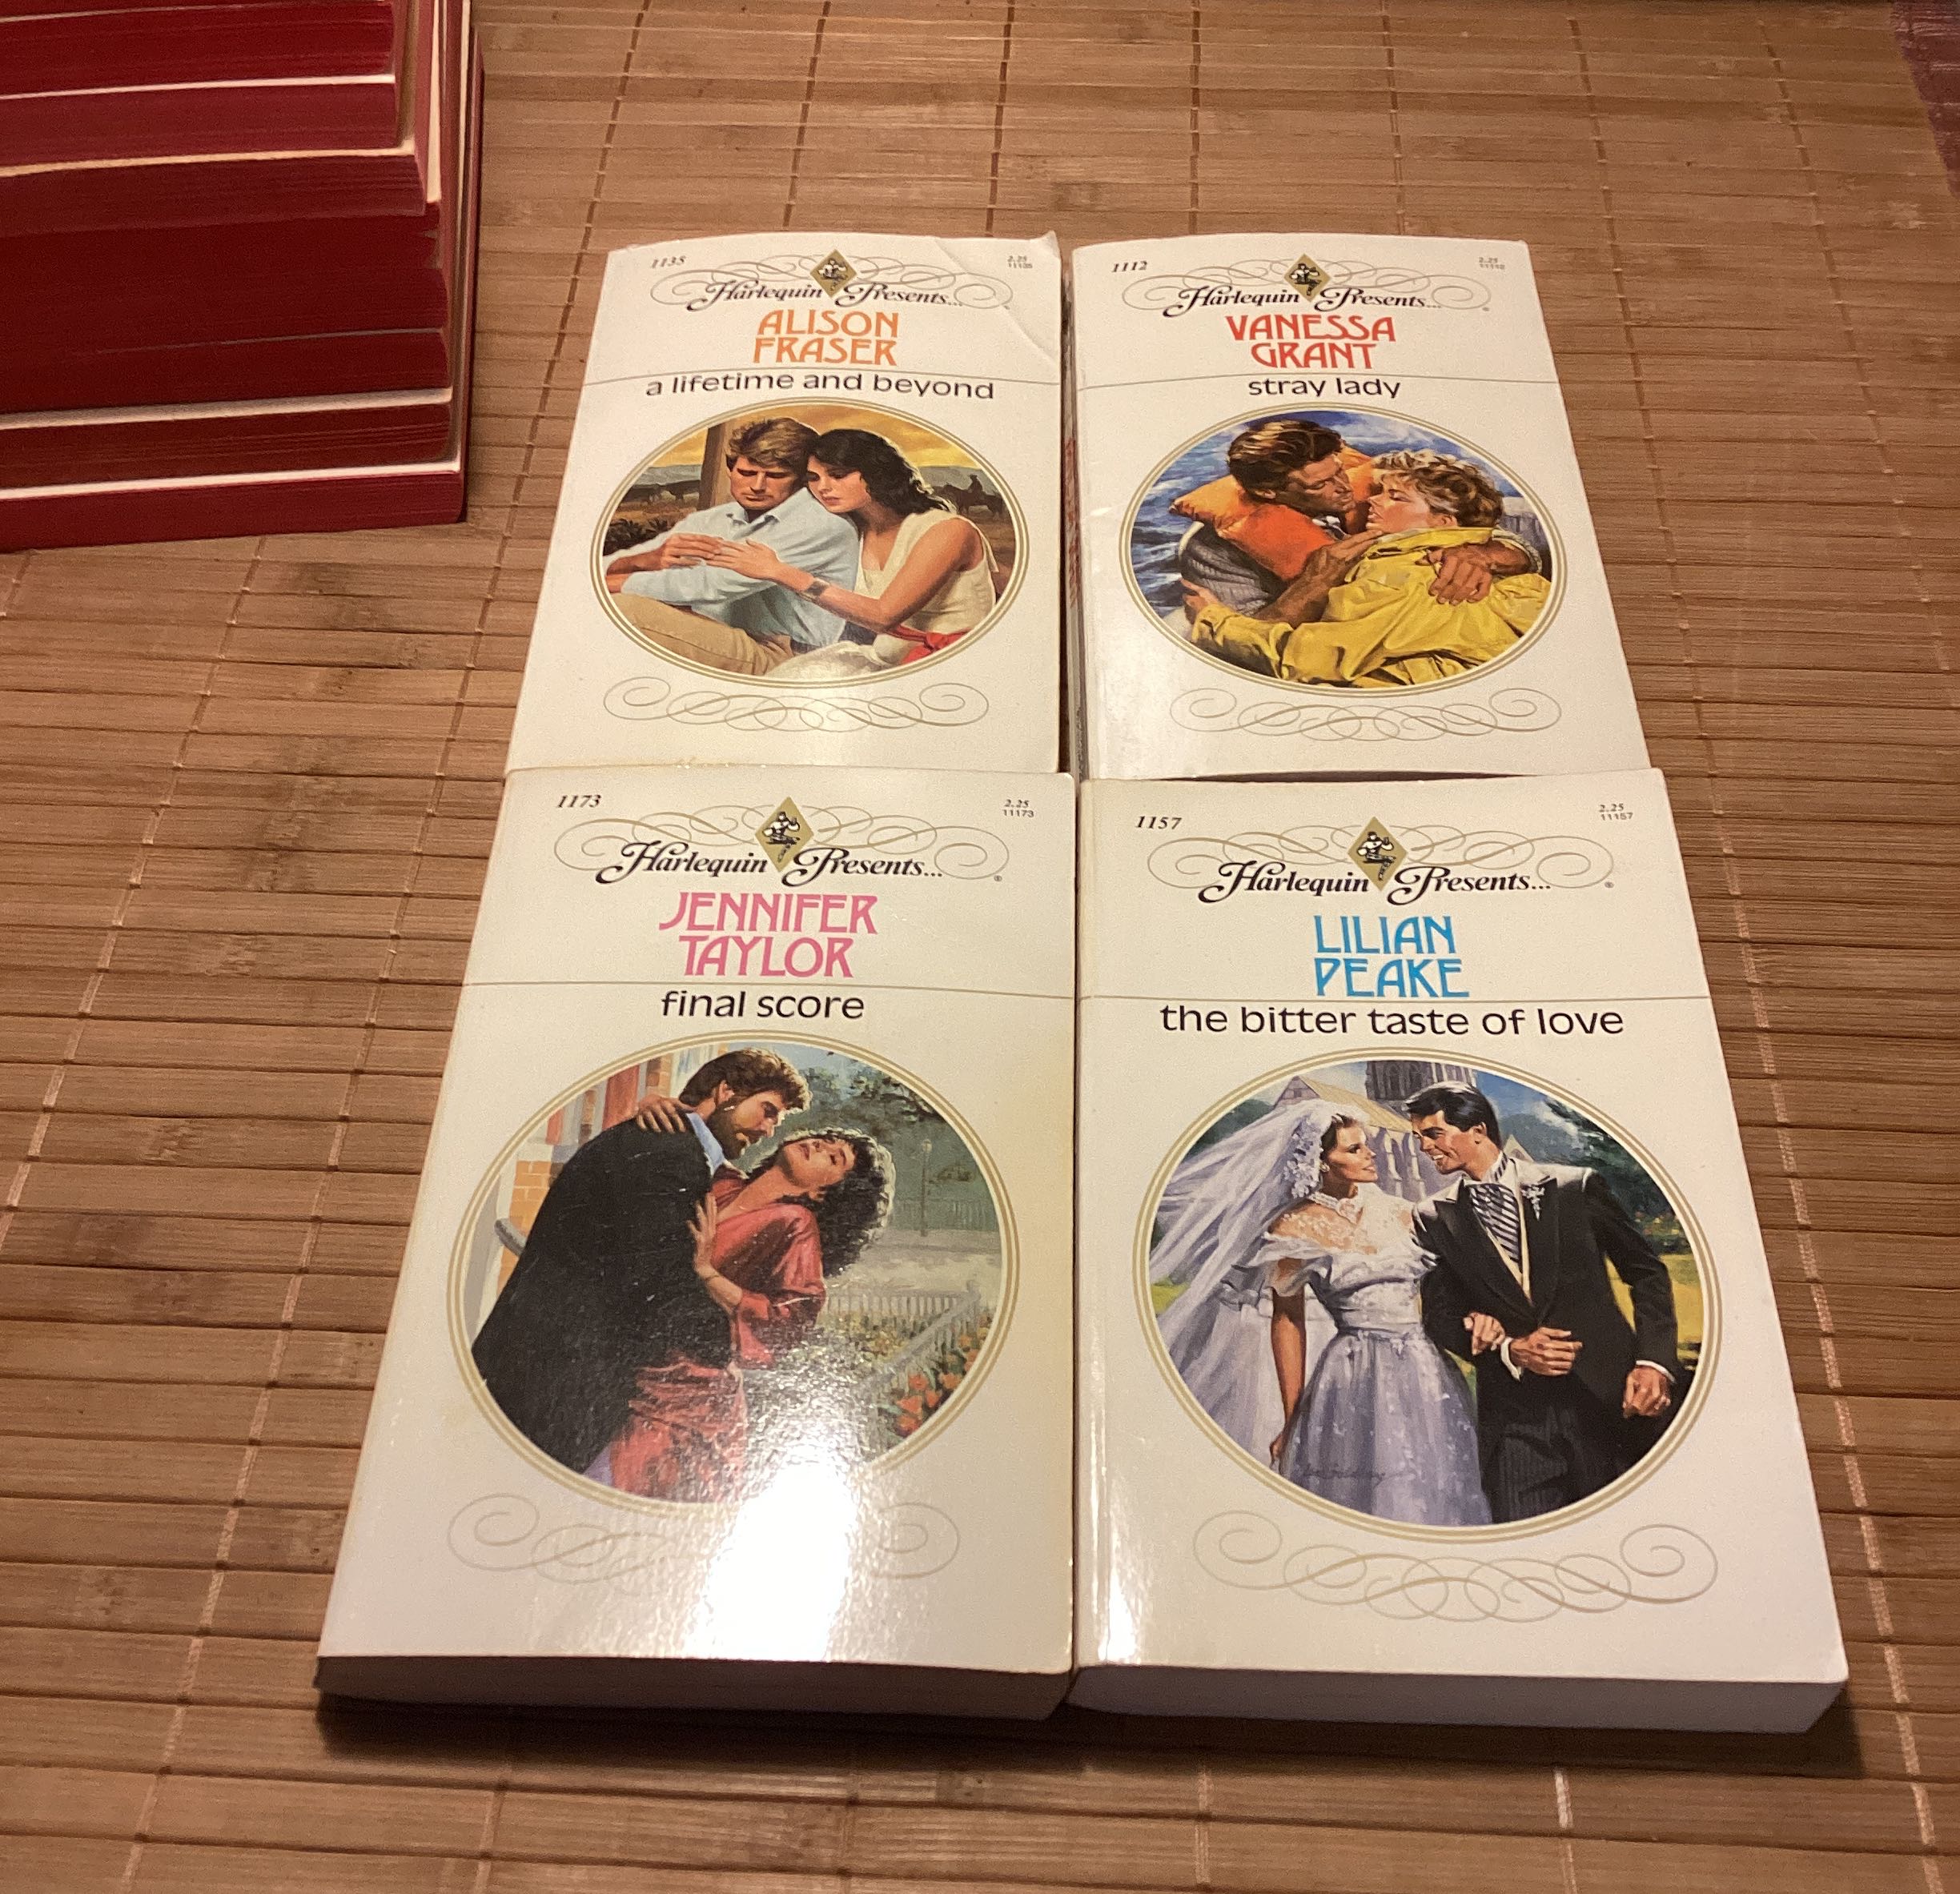 1135
2.25
11135
Harlequin Presents...
ALISON
FRASER
a lifetime and beyond
1112
2.25
11112
Harlequin Presents...
VANESSA
GRANT
stray lady
1173
2.25
11173
Harlequin Presents...
JENNIFER
TAYLOR
final score
1157
2.25
11157
Harlequin Presents...
LILIAN
PEAKE
the bitter taste of love